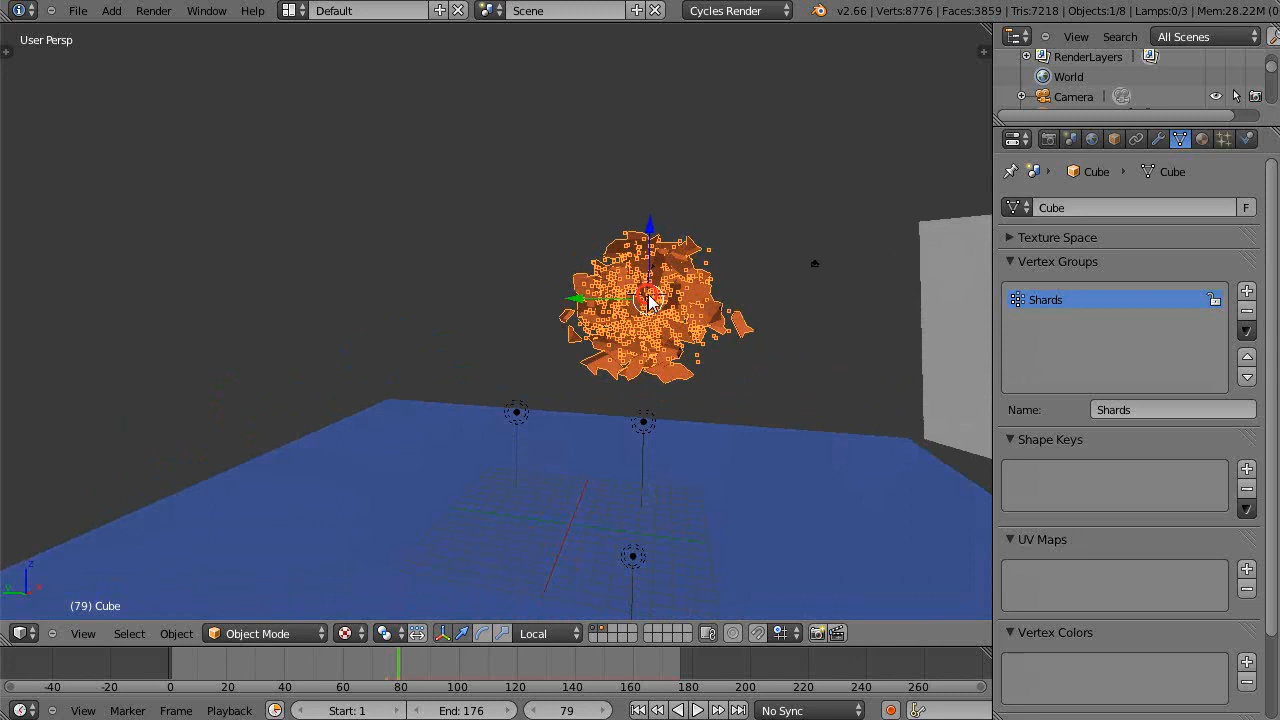 File Add Render Window Help Default Scene Cycles Render v2.66 | Verts:8776 | Faces:3859 | Tris:7218 | Objects:1/8 | Lamps:0/3 | Mem:28.22M (0
User Persp
View Search All Scenes
RenderLayers
World
Camera
Cube Cube
Cube F
Texture Space
Vertex Groups
Shards
Name: Shards
Shape Keys
UV Maps
Vertex Colors
z
y x
(79) Cube
View Select Object Object Mode Local
-40 -20 0 20 40 60 80 100 120 140 160 180 200 220 240 260
View Marker Frame Playback Start: 1 End: 176 79 No Sync